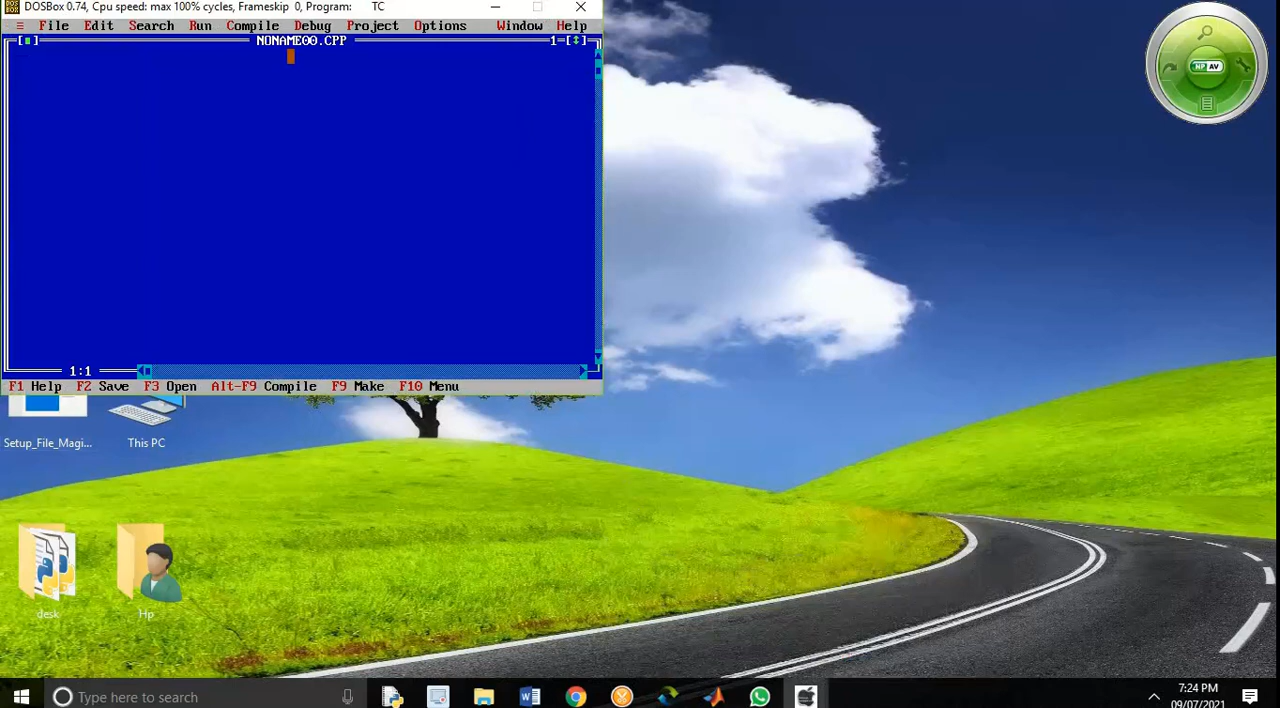 DOSBox 0.74, Cpu speed: max 100% cycles, Frameskip 0, Program: TC
File Edit Search Run Compile Debug Project Options Window Help
NONAME00.CPP 1
1:1
F1 Help F2 Save F3 Open Alt-F9 Compile F9 Make F10 Menu
HP AV
Setup_File_Magi...
This PC
desk
Hp
Type here to search
7:24 PM
09/07/2021